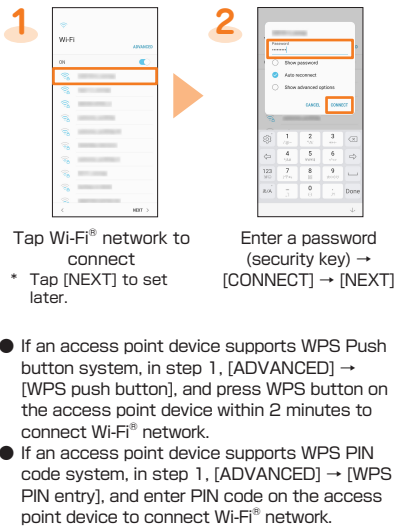 1
Wi-Fi
ADVANCED
ON
NEXT >
2
Password
Show password
Auto reconnect
Show advanced options
CANCEL CONNECT
1 2 3
4 5 6
123 7 8 9
0 Done
Tap Wi-Fi® network to
connect
* Tap [NEXT] to set
later.
Enter a password
(security key) →
[CONNECT] → [NEXT]
● If an access point device supports WPS Push
button system, in step 1, [ADVANCED] →
[WPS push button], and press WPS button on
the access point device within 2 minutes to
connect Wi-Fi® network.
● If an access point device supports WPS PIN
code system, in step 1, [ADVANCED] → [WPS
PIN entry], and enter PIN code on the access
point device to connect Wi-Fi® network.